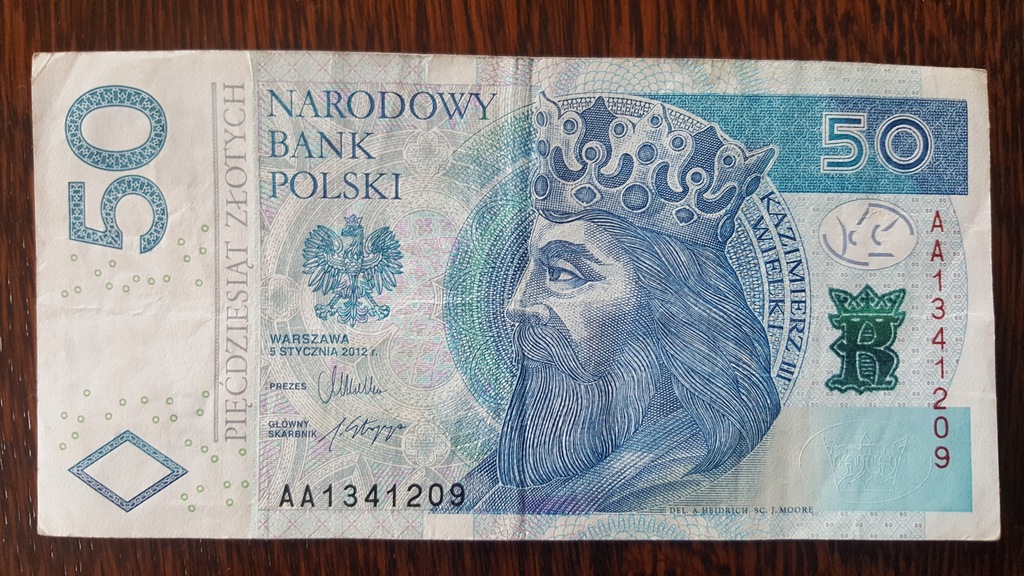 50
PIĘĆDZIESIĄT ZŁOTYCH
NARODOWY
BANK
POLSKI
WARSZAWA
5 STYCZNIA 2012 r.
PREZES
GŁÓWNY
SKARBNIK
AA1341209
KAZIMIERZ III
WIELKI
50
AA1341209
DEL. A. HEIDRICH SC. J. MOORE